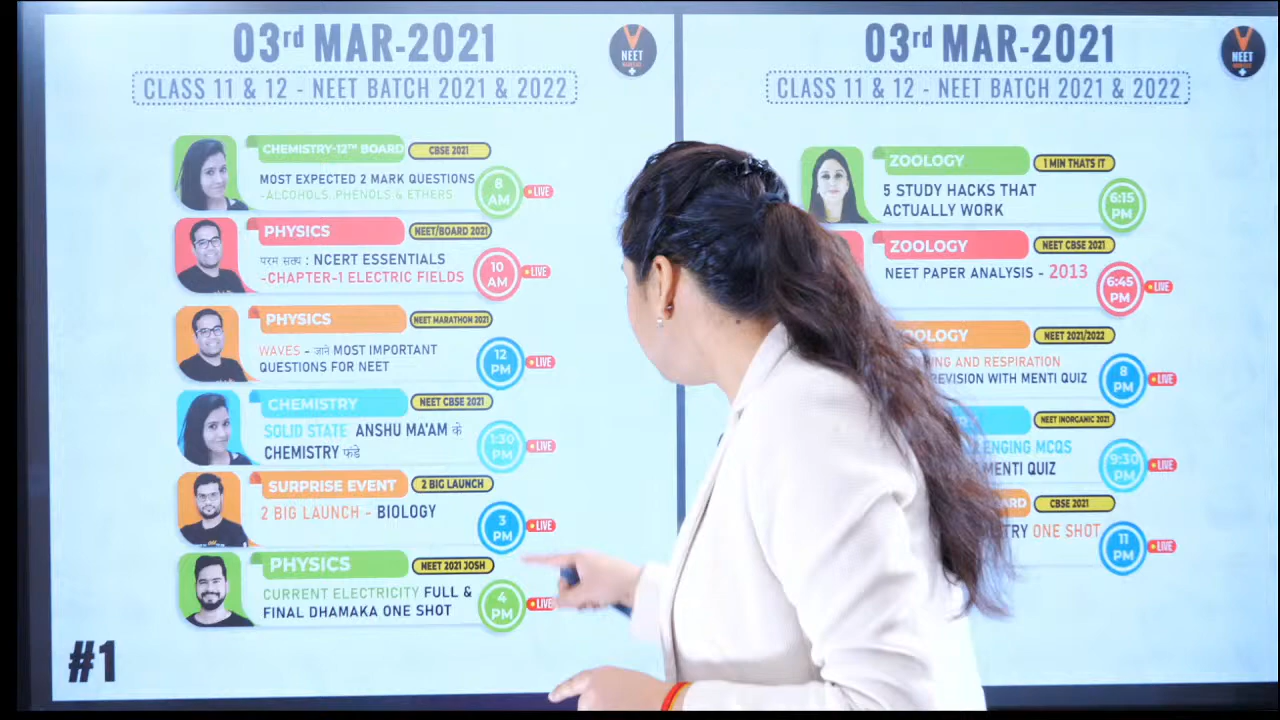 03rd MAR-2021
CLASS 11 & 12 - NEET BATCH 2021 & 2022
NEET
CHEMISTRY-12TH BOARD
CBSE 2021
MOST EXPECTED 2 MARK QUESTIONS
-ALCOHOLS, PHENOLS & ETHERS
8 AM
LIVE
PHYSICS
NEET/BOARD 2021
परम सत्य : NCERT ESSENTIALS
-CHAPTER-1 ELECTRIC FIELDS
10 AM
LIVE
PHYSICS
NEET MARATHON 2021
WAVES - जाने MOST IMPORTANT
QUESTIONS FOR NEET
12 PM
LIVE
CHEMISTRY
NEET CBSE 2021
SOLID STATE ANSHU MA'AM के
CHEMISTRY फंडे
1:30 PM
LIVE
SURPRISE EVENT
2 BIG LAUNCH
2 BIG LAUNCH - BIOLOGY
3 PM
LIVE
PHYSICS
NEET 2021 JOSH
CURRENT ELECTRICITY FULL &
FINAL DHAMAKA ONE SHOT
4 PM
LIVE
#1
03rd MAR-2021
CLASS 11 & 12 - NEET BATCH 2021 & 2022
NEET
ZOOLOGY
1 MIN THATS IT
5 STUDY HACKS THAT
ACTUALLY WORK
6:15 PM
ZOOLOGY
NEET CBSE 2021
NEET PAPER ANALYSIS - 2013
6:45 PM
LIVE
OOLOGY
NEET 2021/2022
ING AND RESPIRATION
REVISION WITH MENTI QUIZ
8 PM
LIVE
NEET INORGANIC 2021
ENGING MCQS
MENTI QUIZ
9:30 PM
LIVE
ARD
CBSE 2021
TRY ONE SHOT
11 PM
LIVE